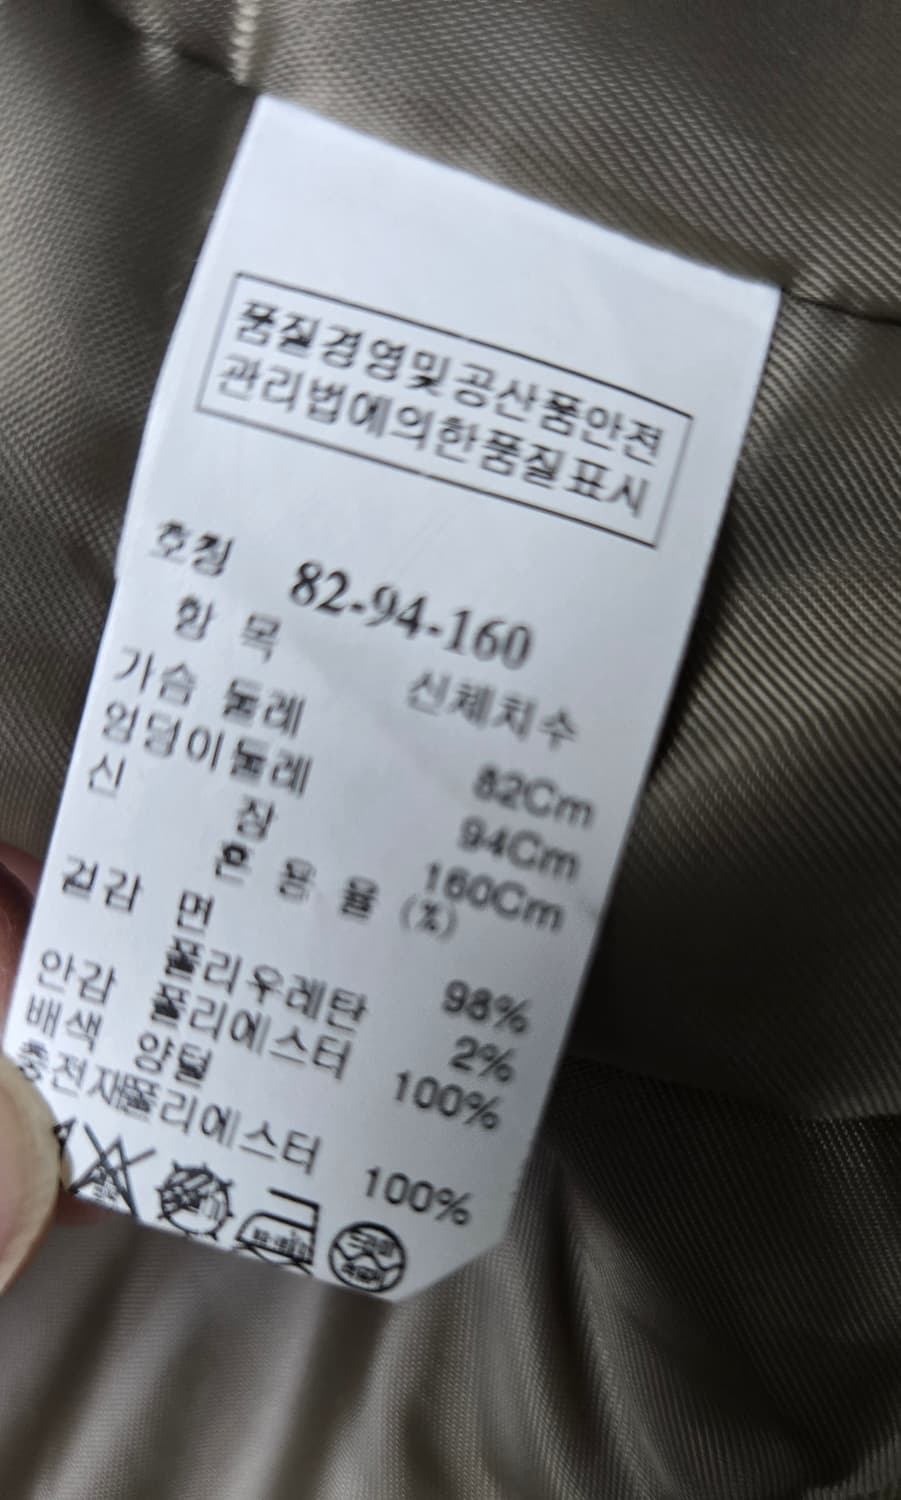 품질경영및공산품안전
관리법에의한품질표시
호칭 82-94-160
항 목 신체치수
가슴 둘레 82Cm
엉덩이둘레 94Cm
신 장 160Cm
혼 용 율 (%)
겉감 면 98%
폴리우레탄 2%
안감 폴리에스터 100%
배색 양털
충전재폴리에스터 100%
드라이